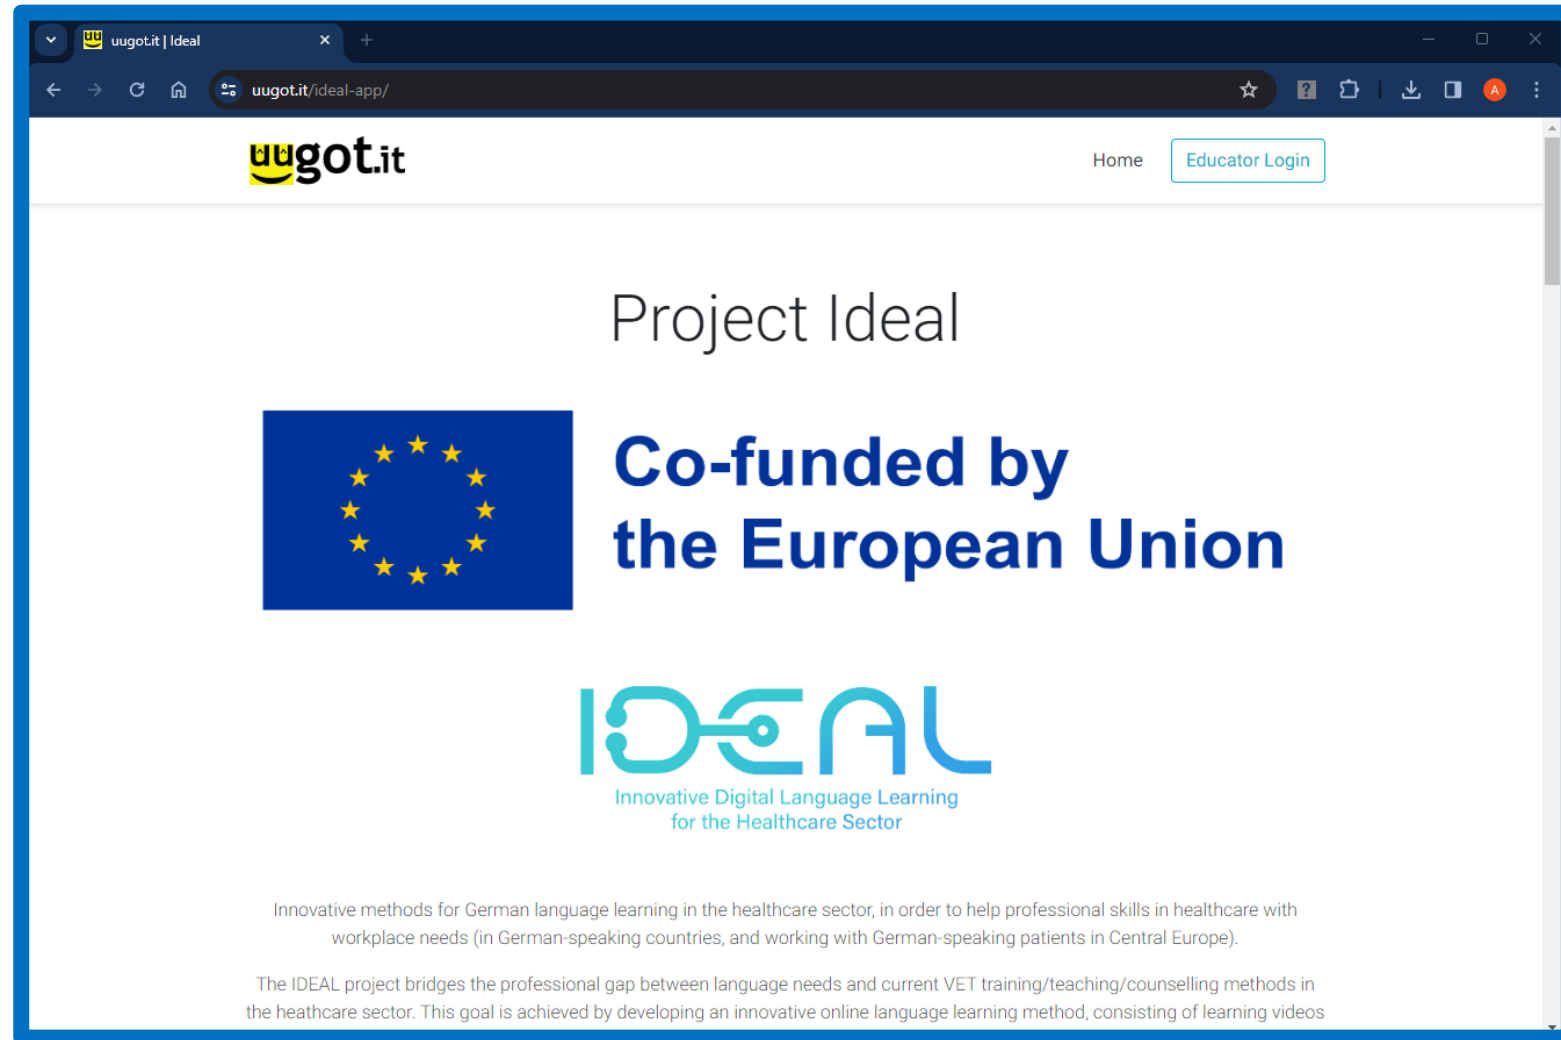 uugot.it | Ideal
uugot.it/ideal-app/
A
uugot.it
Home
Educator Login
Project Ideal
Co-funded by
the European Union
IDEAL
Innovative Digital Language Learning
for the Healthcare Sector
Innovative methods for German language learning in the healthcare sector, in order to help professional skills in healthcare with
workplace needs (in German-speaking countries, and working with German-speaking patients in Central Europe).
The IDEAL project bridges the professional gap between language needs and current VET training/teaching/counselling methods in
the heathcare sector. This goal is achieved by developing an innovative online language learning method, consisting of learning videos